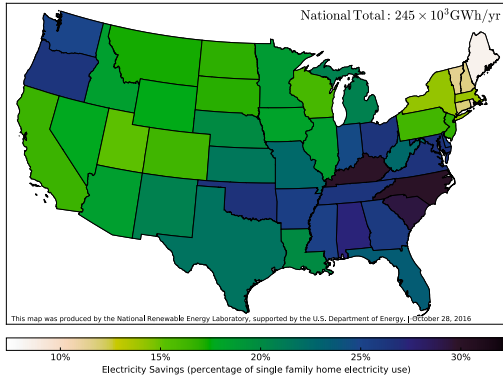 National Total: 245 × 10³GWh/yr
This map was produced by the National Renewable Energy Laboratory, supported by the U.S. Department of Energy. | October 28, 2016
10% 15% 20% 25% 30%
Electricity Savings (percentage of single family home electricity use)